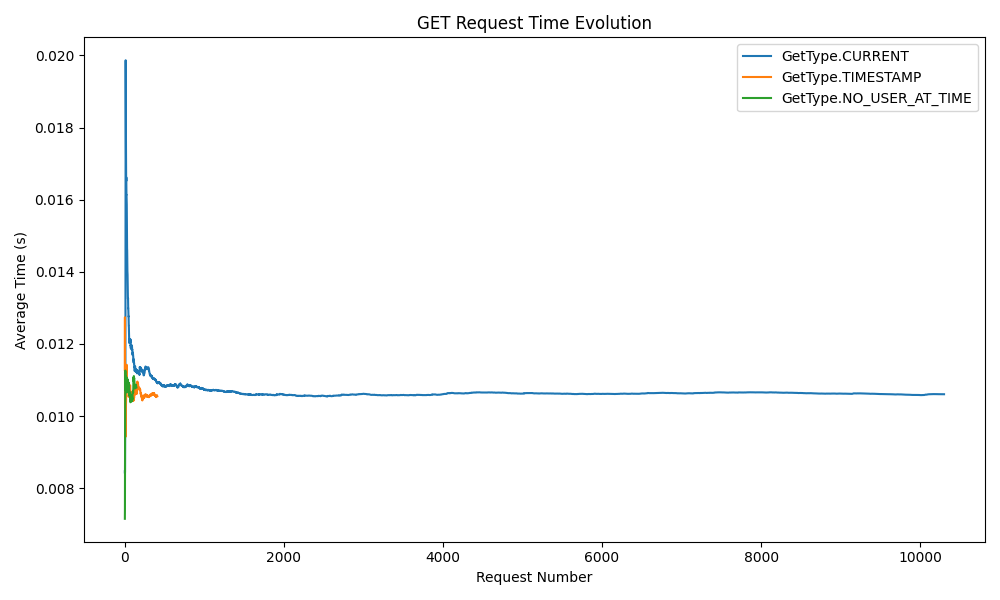 GET Request Time Evolution
GetType.CURRENT
GetType.TIMESTAMP
GetType.NO_USER_AT_TIME
Average Time (s)
0.020
0.018
0.016
0.014
0.012
0.010
0.008
0 2000 4000 6000 8000 10000
Request Number